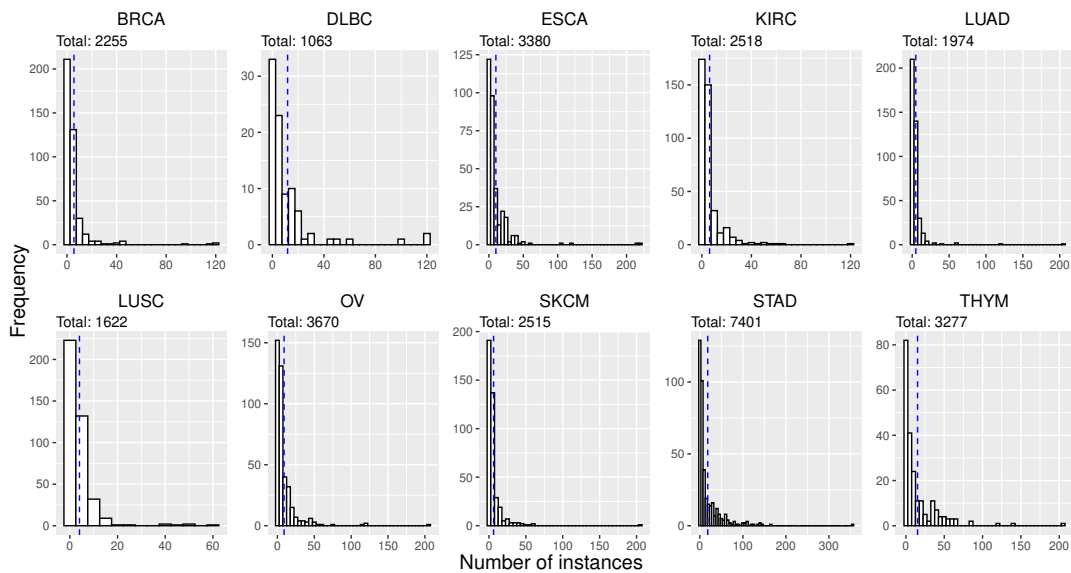 BRCA
Total: 2255
200
150
100
50
0
0 40 80 120
DLBC
Total: 1063
30
20
10
0
0 40 80 120
ESCA
Total: 3380
125
100
75
50
25
0
0 50 100 150 200
KIRC
Total: 2518
150
100
50
0
0 40 80 120
LUAD
Total: 1974
200
150
100
50
0
0 50 100 150 200
Frequency
LUSC
Total: 1622
200
150
100
50
0
0 20 40 60
OV
Total: 3670
150
100
50
0
0 50 100 150 200
SKCM
Total: 2515
200
150
100
50
0
0 50 100 150 200
STAD
Total: 7401
100
50
0
0 100 200 300
THYM
Total: 3277
80
60
40
20
0
0 50 100 150 200
Number of instances